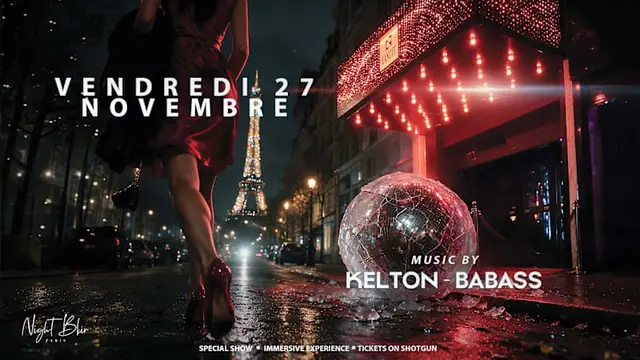 VENDREDI 27
NOVEMBRE
MUSIC BY
KELTON - BABASS
Night Blur
PARIS
SPECIAL SHOW * IMMERSIVE EXPERIENCE * TICKETS ON SHOTGUN